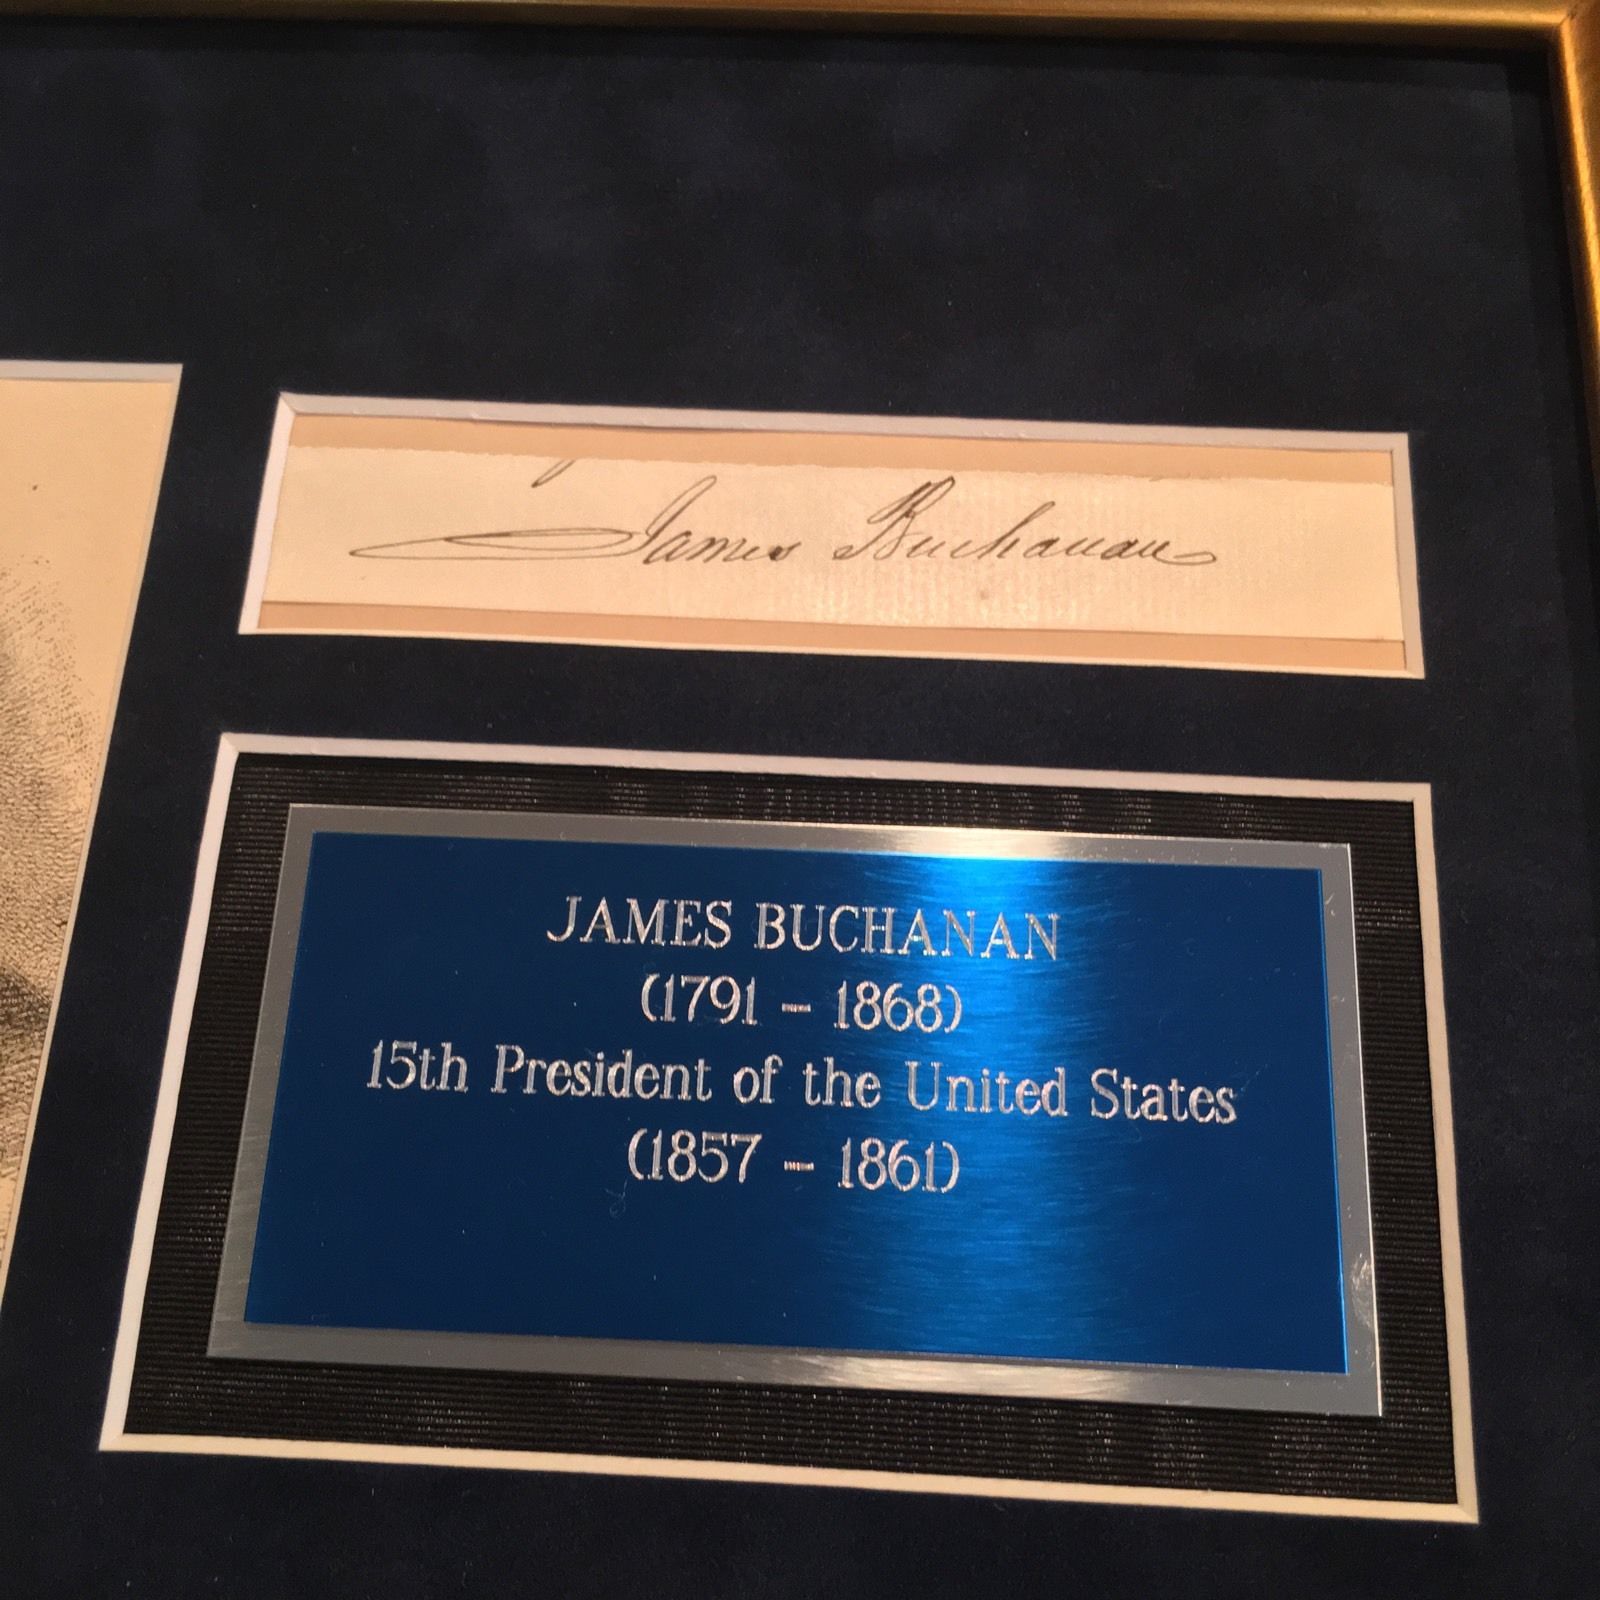 James Buchanan
JAMES BUCHANAN
(1791 – 1868)
15th President of the United States
(1857 – 1861)